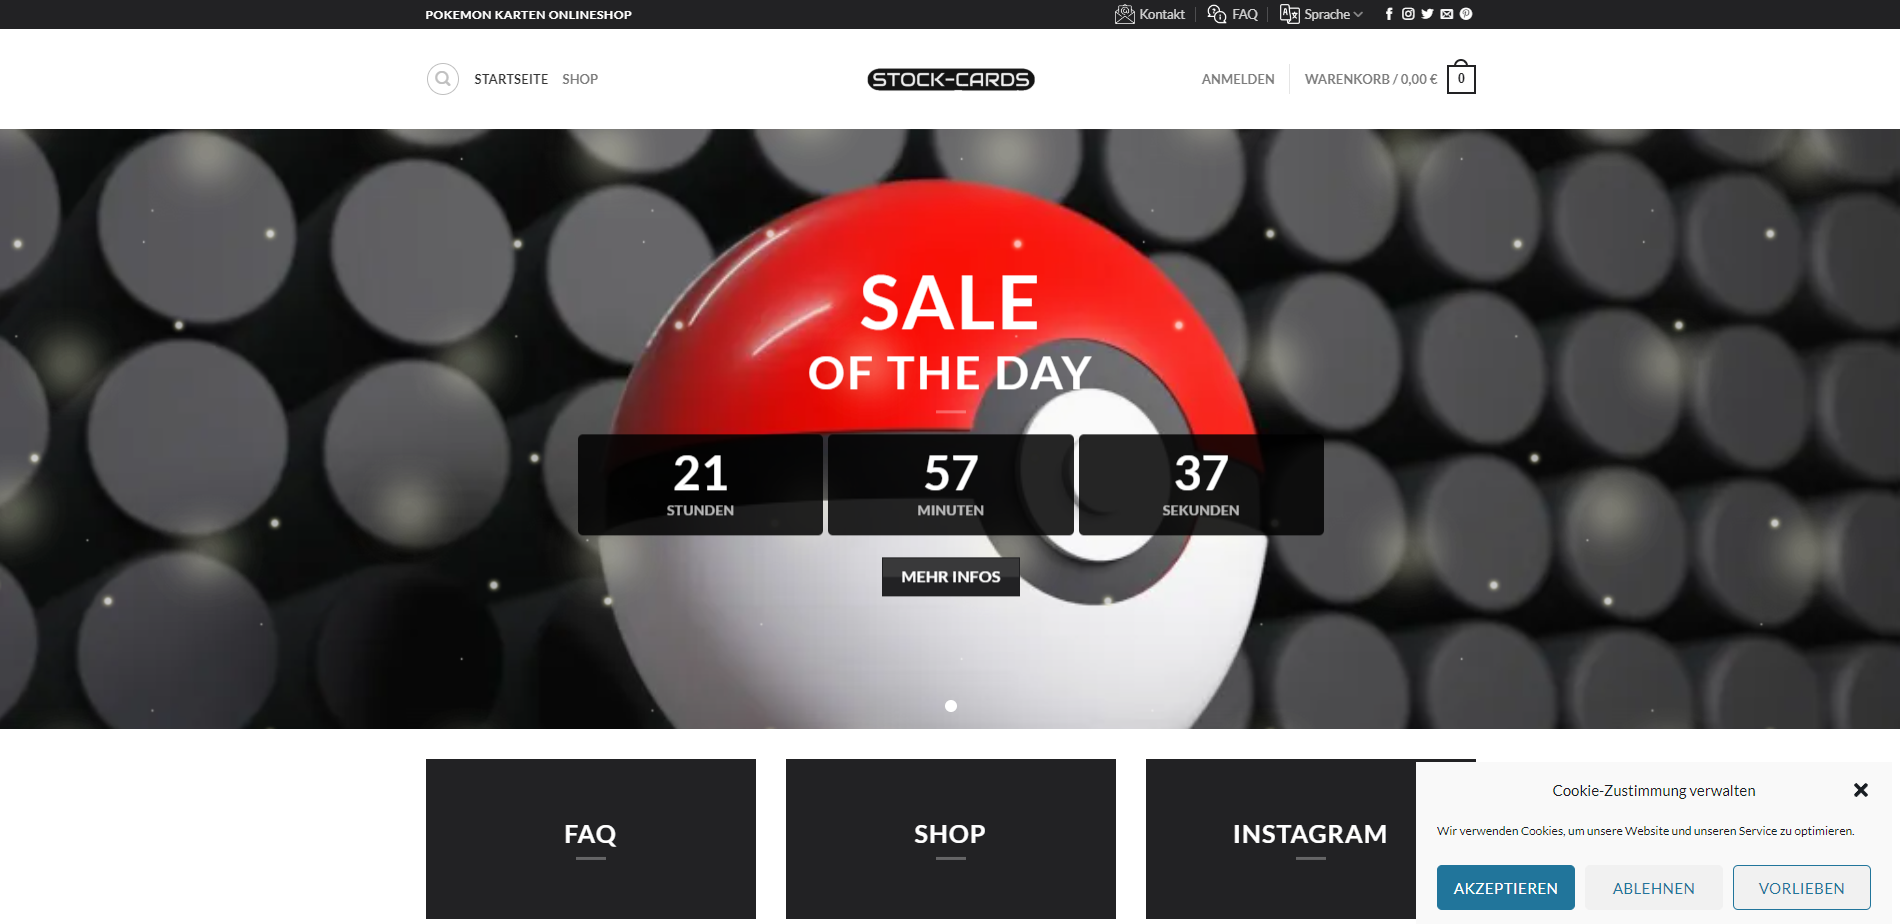 POKEMON KARTEN ONLINESHOP
Kontakt
FAQ
Sprache
STARTSEITE
SHOP
STOCK-CARDS
ANMELDEN
WARENKORB / 0,00 €
0
SALE
OF THE DAY
21
STUNDEN
57
MINUTEN
37
SEKUNDEN
MEHR INFOS
FAQ
SHOP
INSTAGRAM
Cookie-Zustimmung verwalten
Wir verwenden Cookies, um unsere Website und unseren Service zu optimieren.
AKZEPTIEREN
ABLEHNEN
VORLIEBEN